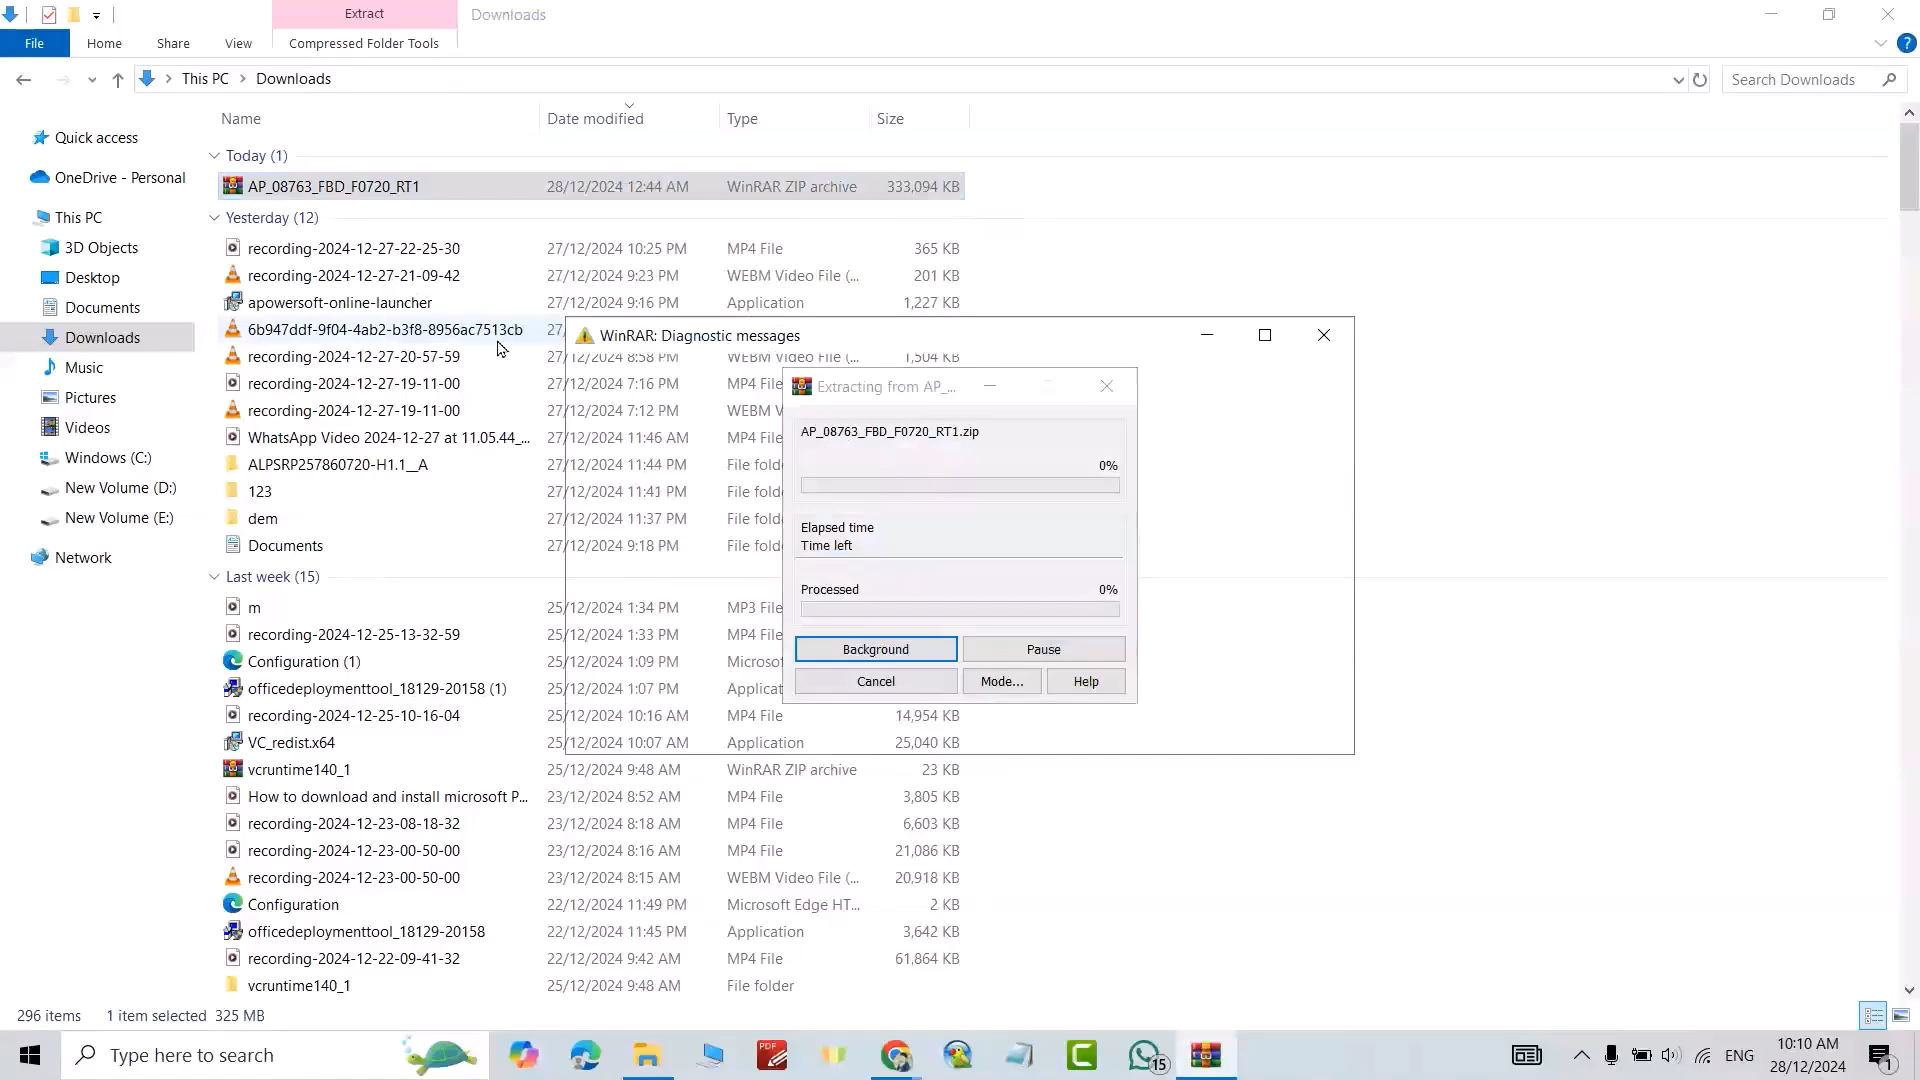 Extract
Downloads
File
Home
Share
View
Compressed Folder Tools
This PC > Downloads
Search Downloads
Name
Date modified
Type
Size
Quick access
OneDrive - Personal
This PC
3D Objects
Desktop
Documents
Downloads
Music
Pictures
Videos
Windows (C:)
New Volume (D:)
New Volume (E:)
Network
Today (1)
AP_08763_FBD_F0720_RT1 28/12/2024 12:44 AM WinRAR ZIP archive 333,094 KB
Yesterday (12)
recording-2024-12-27-22-25-30 27/12/2024 10:25 PM MP4 File 365 KB
recording-2024-12-27-21-09-42 27/12/2024 9:23 PM WEBM Video File (... 201 KB
apowersoft-online-launcher 27/12/2024 9:16 PM Application 1,227 KB
6b947ddf-9f04-4ab2-b3f8-8956ac7513cb 27/
recording-2024-12-27-20-57-59 27/12/2024 8:58 PM WEBM Video File (... 1,504 KB
recording-2024-12-27-19-11-00 27/12/2024 7:16 PM MP4 File
recording-2024-12-27-19-11-00 27/12/2024 7:12 PM WEBM V
WhatsApp Video 2024-12-27 at 11.05.44_... 27/12/2024 11:46 AM MP4 File
ALPSRP257860720-H1.1__A 27/12/2024 11:44 PM File fold
123 27/12/2024 11:41 PM File fold
dem 27/12/2024 11:37 PM File fold
Documents 27/12/2024 9:18 PM File fold
Last week (15)
m 25/12/2024 1:34 PM MP3 File
recording-2024-12-25-13-32-59 25/12/2024 1:33 PM MP4 File
Configuration (1) 25/12/2024 1:09 PM Microsof
officedeploymenttool_18129-20158 (1) 25/12/2024 1:07 PM Applicat
recording-2024-12-25-10-16-04 25/12/2024 10:16 AM MP4 File 14,954 KB
VC_redist.x64 25/12/2024 10:07 AM Application 25,040 KB
vcruntime140_1 25/12/2024 9:48 AM WinRAR ZIP archive 23 KB
How to download and install microsoft P... 23/12/2024 8:52 AM MP4 File 3,805 KB
recording-2024-12-23-08-18-32 23/12/2024 8:18 AM MP4 File 6,603 KB
recording-2024-12-23-00-50-00 23/12/2024 8:16 AM MP4 File 21,086 KB
recording-2024-12-23-00-50-00 23/12/2024 8:15 AM WEBM Video File (... 20,918 KB
Configuration 22/12/2024 11:49 PM Microsoft Edge HT... 2 KB
officedeploymenttool_18129-20158 22/12/2024 11:45 PM Application 3,642 KB
recording-2024-12-22-09-41-32 22/12/2024 9:42 AM MP4 File 61,864 KB
vcruntime140_1 25/12/2024 9:48 AM File folder
WinRAR: Diagnostic messages
Extracting from AP_...
AP_08763_FBD_F0720_RT1.zip
0%
Elapsed time
Time left
Processed 0%
Background
Pause
Cancel
Mode...
Help
296 items 1 item selected 325 MB
Type here to search
PDF
15
ENG
10:10 AM
28/12/2024
1